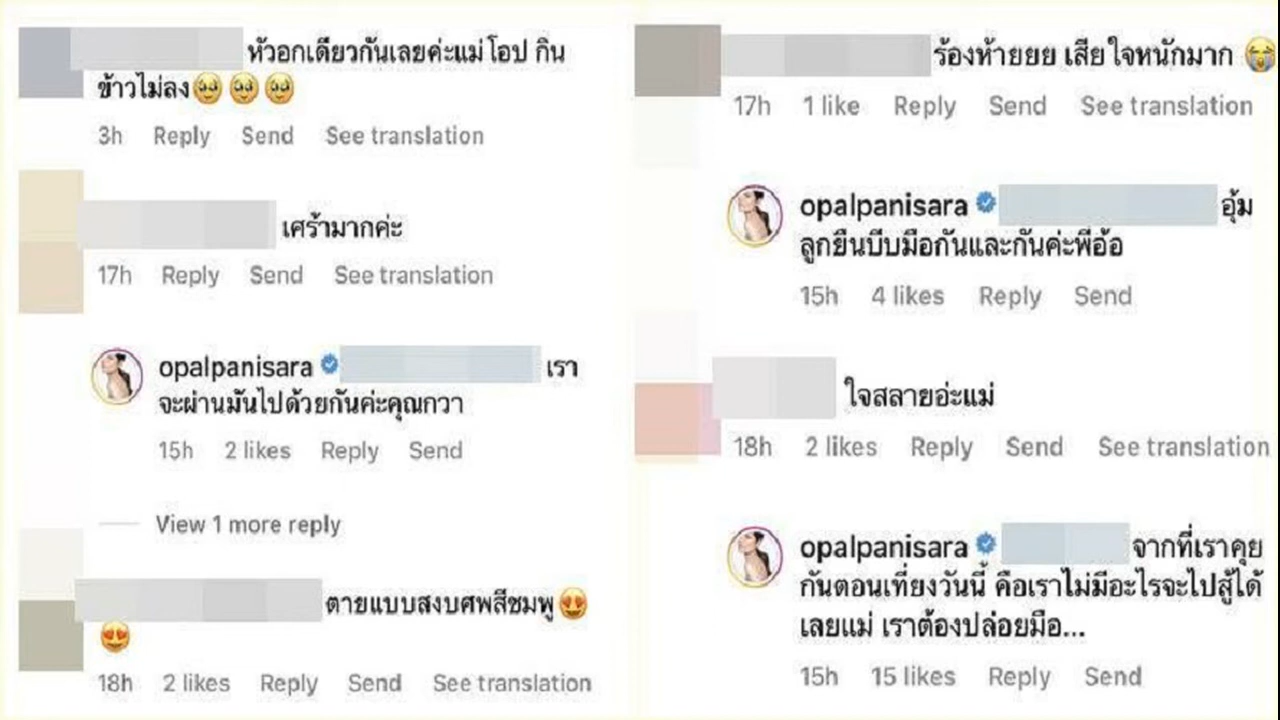 หัวอกเดียวกันเลยค่ะแม่โอป กิน
ข้าวไม่ลง🥹🥹🥹
3h Reply Send See translation
เศร้ามากค่ะ
17h Reply Send See translation
opalpanisara เรา
จะผ่านมันไปด้วยกันค่ะคุณกวา
15h 2 likes Reply Send
View 1 more reply
ตายแบบสงบศพสีชมพู😍
😍
18h 2 likes Reply Send See translation
ร้องห้ายยย เสียใจหนักมาก 😭
17h 1 like Reply Send See translation
opalpanisara อุ้ม
ลูกยืนบีบมือกันและกันค่ะพี่อ้อ
15h 4 likes Reply Send
ใจสลายอ่ะแม่
18h 2 likes Reply Send See translation
opalpanisara จากที่เราคุย
กันตอนเที่ยงวันนี้ คือเราไม่มีอะไรจะไปสู้ได้
เลยแม่ เราต้องปล่อยมือ...
15h 15 likes Reply Send